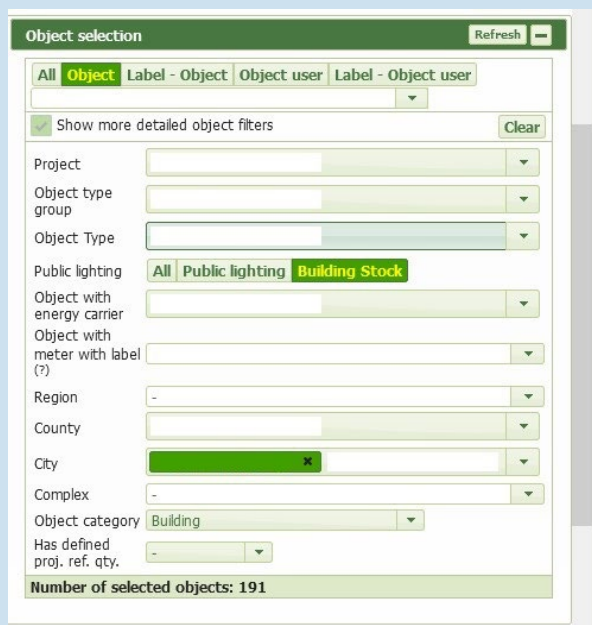 Object selection Refresh
All Object Label - Object Object user Label - Object user
Show more detailed object filters Clear
Project
Object type
group
Object Type
Public lighting All Public lighting Building Stock
Object with
energy carrier
Object with
meter with label
(?)
Region -
County
City ×
Complex -
Object category Building
Has defined
proj. ref. qty. -
Number of selected objects: 191